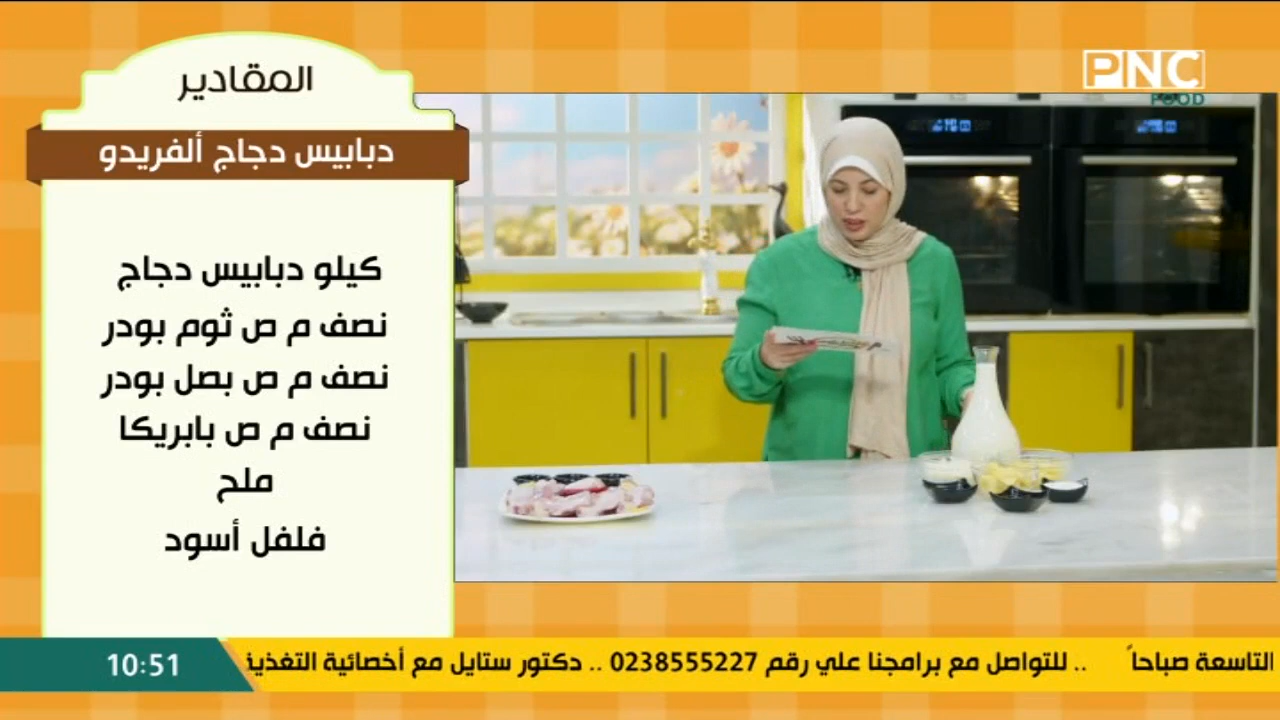 المقادير
دبابيس دجاج ألفريدو
كيلو دبابيس دجاج
نصف م ص ثوم بودر
نصف م ص بصل بودر
نصف م ص بابريكا
ملح
فلفل أسود
PNC
FOOD
التاسعة صباحاً .. للتواصل مع برامجنا علي رقم 0238555227 .. دكتور ستايل مع أخصائية
10:51